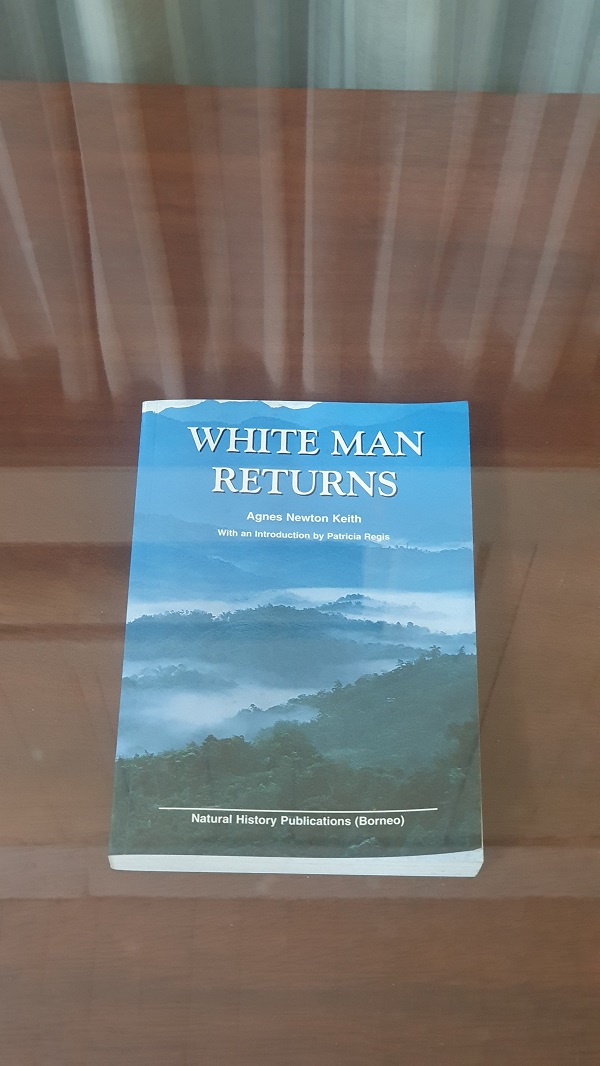 WHITE MAN
RETURNS
Agnes Newton Keith
With an Introduction by Patricia Regis
Natural History Publications (Borneo)